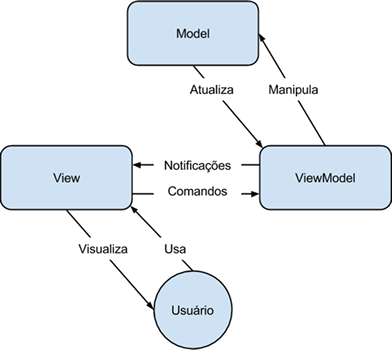 Model
Atualiza
Manipula
Notificações
View
ViewModel
Comandos
Visualiza
Usa
Usuário